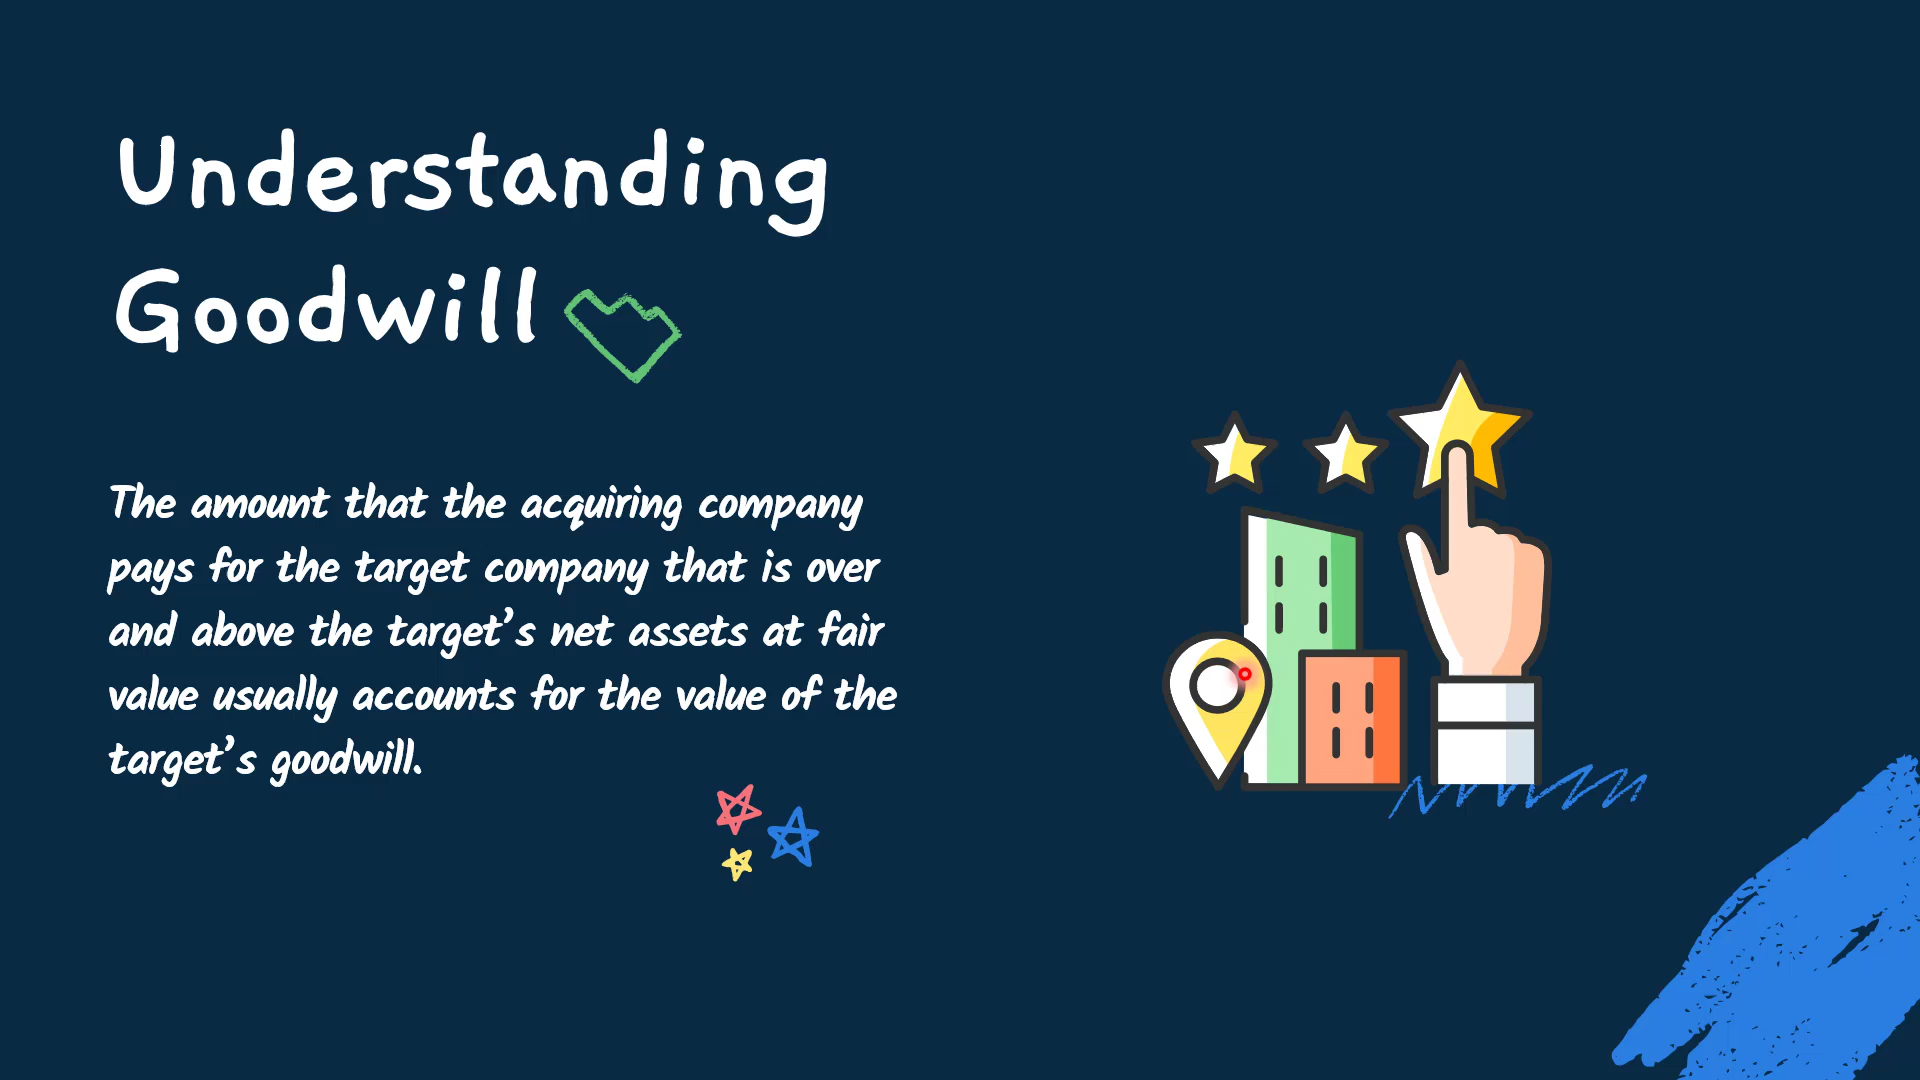 Understanding
Goodwill
The amount that the acquiring company
pays for the target company that is over
and above the target's net assets at fair
value usually accounts for the value of the
target's goodwill.